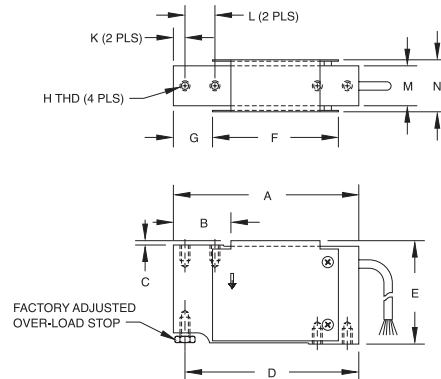 L (2 PLS)
K (2 PLS)
H THD (4 PLS)
M
N
G
F
A
B
C
E
FACTORY ADJUSTED
OVER-LOAD STOP
D